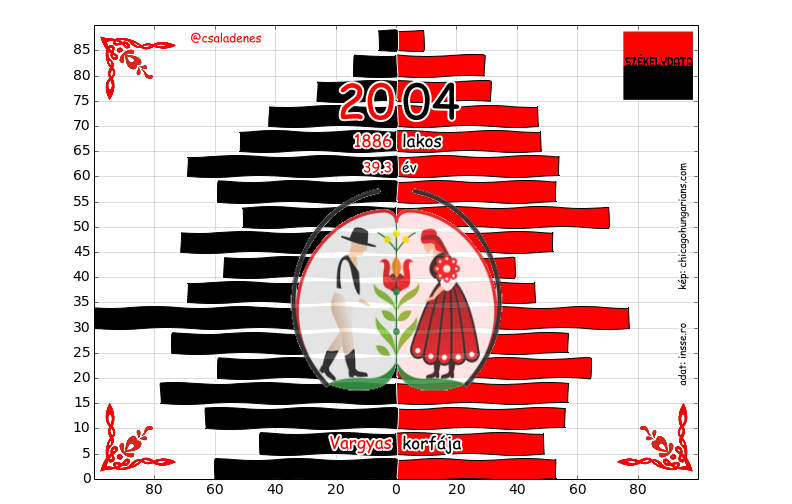 @csaladenes
SZÉKELYDATA
2004
1886 lakos
39.3 év
Vargyas korfája
kép: chicagohungarians.com
adat: insse.ro
85
80
75
70
65
60
55
50
45
40
35
30
25
20
15
10
5
0
80 60 40 20 0 20 40 60 80